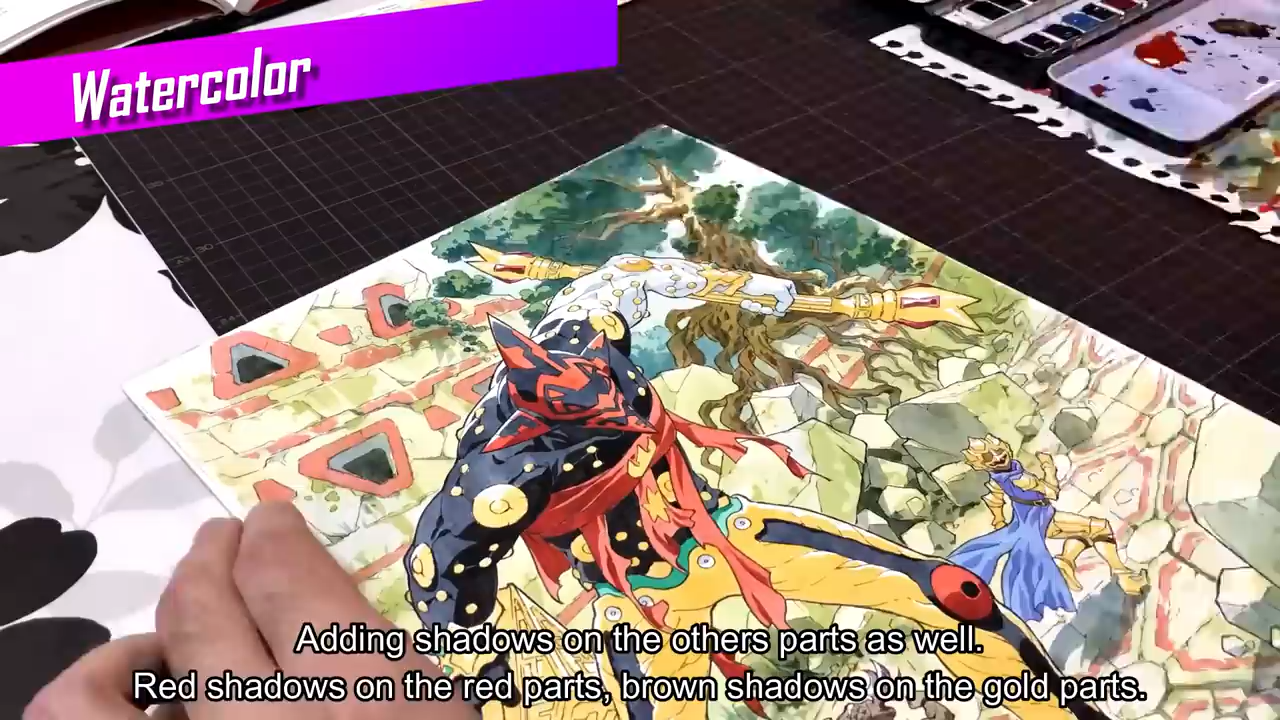 Watercolor
Adding shadows on the others parts as well.
Red shadows on the red parts, brown shadows on the gold parts.